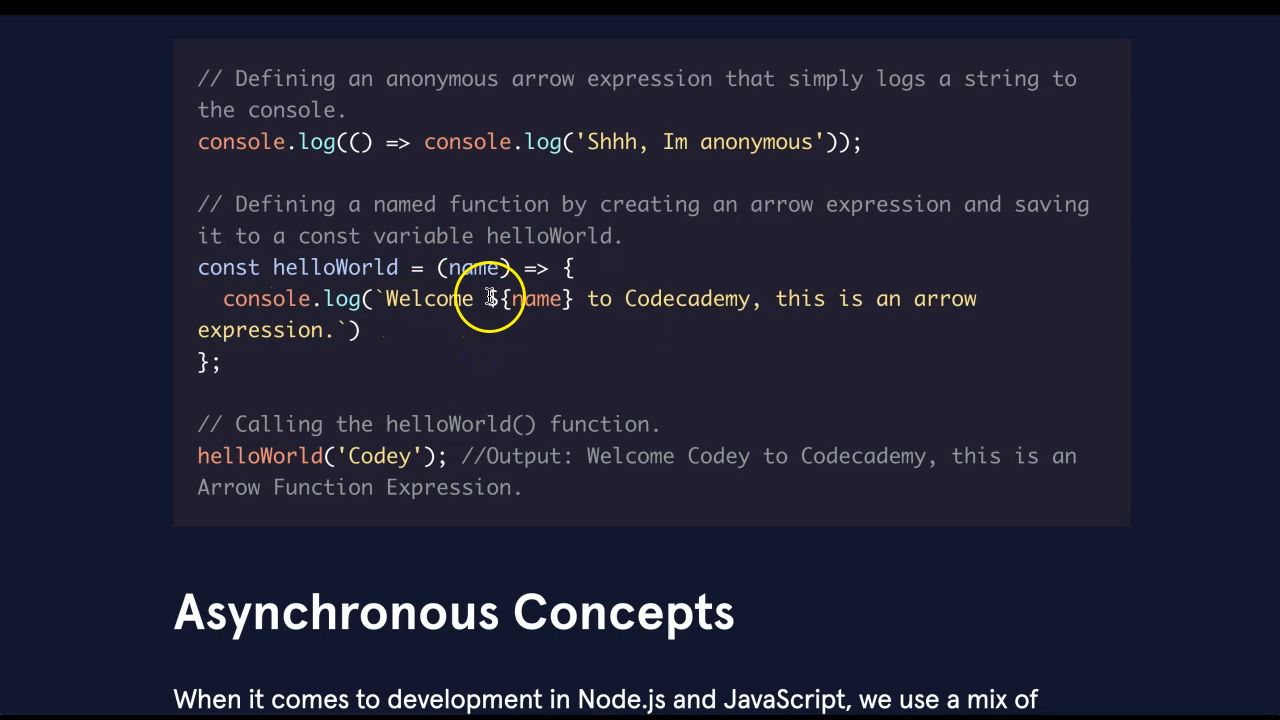 // Defining an anonymous arrow expression that simply logs a string to
the console.
console.log(() => console.log('Shhh, Im anonymous'));
// Defining a named function by creating an arrow expression and saving
it to a const variable helloWorld.
const helloWorld = (name) => {
  console.log(`Welcome ${name} to Codecademy, this is an arrow
expression.`)
};
// Calling the helloWorld() function.
helloWorld('Codey'); //Output: Welcome Codey to Codecademy, this is an
Arrow Function Expression.
Asynchronous Concepts
When it comes to development in Node.js and JavaScript, we use a mix of